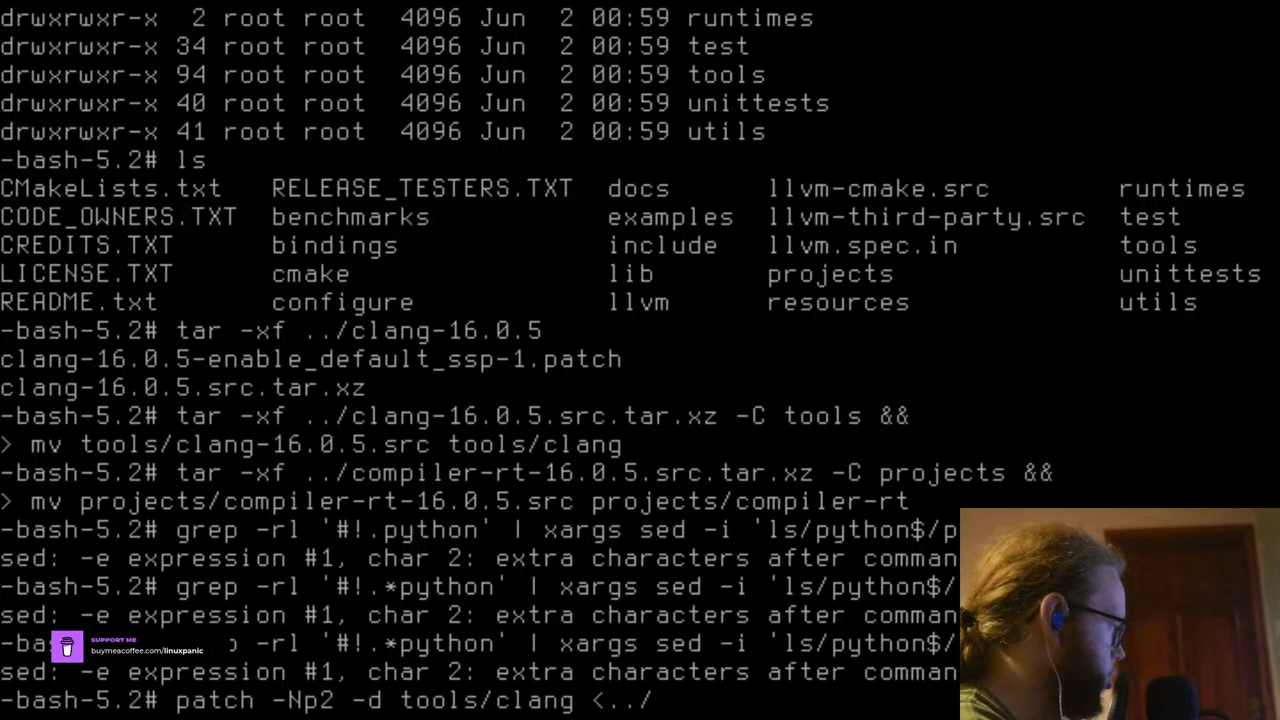 drwxrwxr-x  2 root root  4096 Jun  2 00:59 runtimes
drwxrwxr-x 34 root root  4096 Jun  2 00:59 test
drwxrwxr-x 94 root root  4096 Jun  2 00:59 tools
drwxrwxr-x 40 root root  4096 Jun  2 00:59 unittests
drwxrwxr-x 41 root root  4096 Jun  2 00:59 utils
-bash-5.2# ls
CMakeLists.txt   RELEASE_TESTERS.TXT  docs      llvm-cmake.src        runtimes
CODE_OWNERS.TXT  benchmarks           examples  llvm-third-party.src  test
CREDITS.TXT      bindings             include   llvm.spec.in          tools
LICENSE.TXT      cmake                lib       projects              unittests
README.txt       configure            llvm      resources             utils
-bash-5.2# tar -xf ../clang-16.0.5
clang-16.0.5-enable_default_ssp-1.patch
clang-16.0.5.src.tar.xz
-bash-5.2# tar -xf ../clang-16.0.5.src.tar.xz -C tools &&
> mv tools/clang-16.0.5.src tools/clang
-bash-5.2# tar -xf ../compiler-rt-16.0.5.src.tar.xz -C projects &&
> mv projects/compiler-rt-16.0.5.src projects/compiler-rt
-bash-5.2# grep -rl '#!.python' | xargs sed -i 'ls/python$/p
sed: -e expression #1, char 2: extra characters after comman
-bash-5.2# grep -rl '#!.*python' | xargs sed -i 'ls/python$/
sed: -e expression #1, char 2: extra characters after comman
-ba p -rl '#!.*python' | xargs sed -i 'ls/python$/
SUPPORT ME
buymeacoffee.com/linuxpanic
sed: -e expression #1, char 2: extra characters after comman
-bash-5.2# patch -Np2 -d tools/clang <../